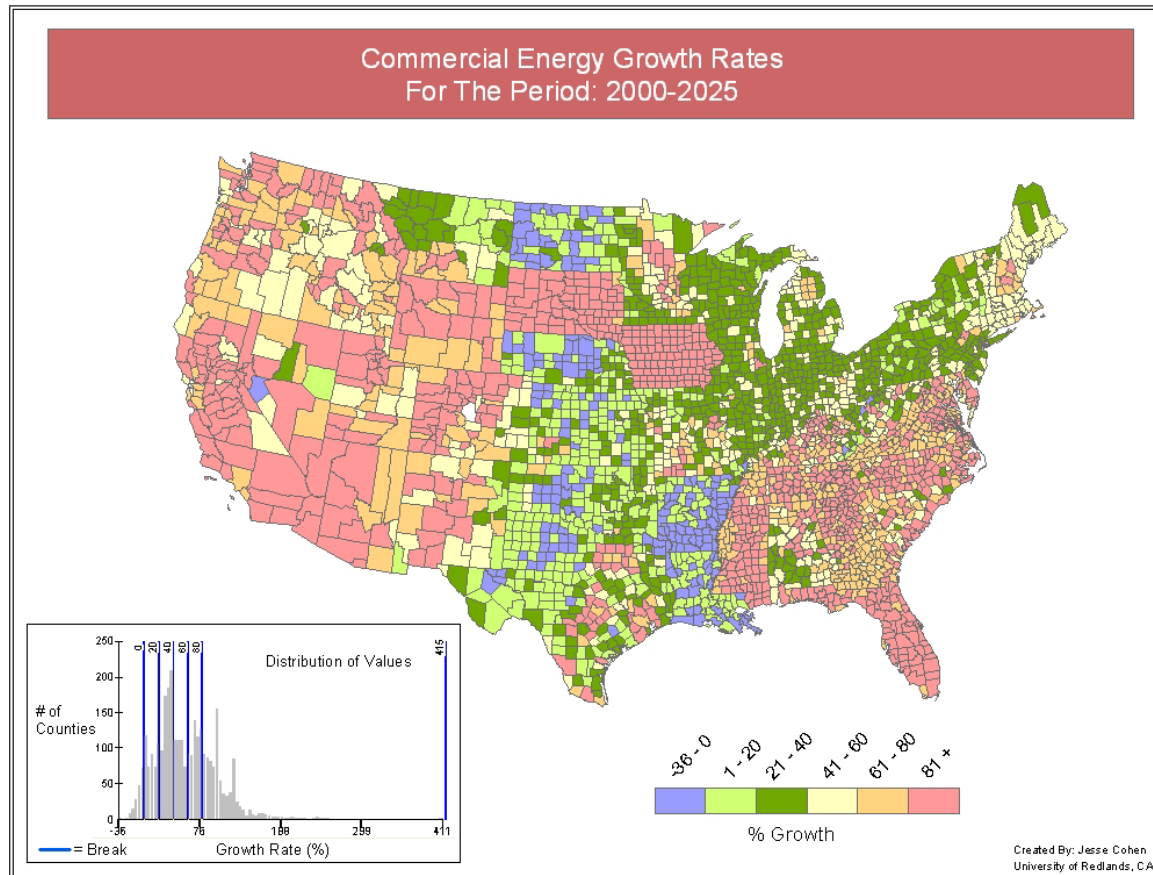 Commercial Energy Growth Rates
For The Period: 2000-2025
250
200
150
100
50
0
0
20
40
60
80
415
Distribution of Values
# of
Counties
-36
76
188
299
411
= Break
Growth Rate (%)
-36 - 0
1 - 20
21 - 40
41 - 60
61 - 80
81 +
% Growth
Created By: Jesse Cohen
University of Redlands, CA